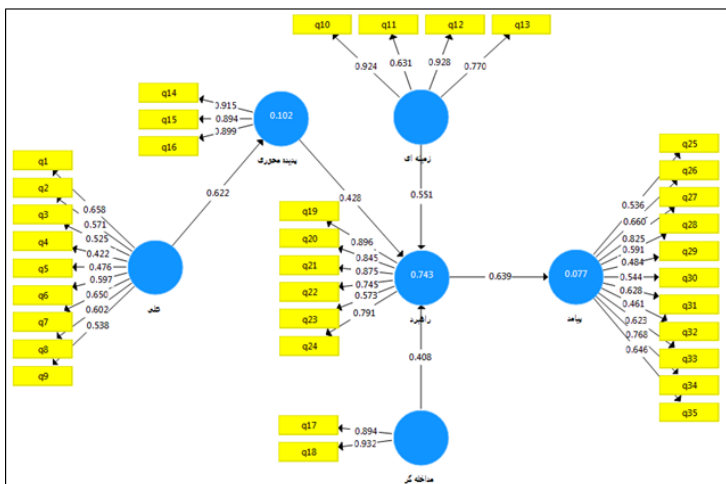 q10
q11
q12
q13
0.924
0.631
0.928
0.770
زمینه ای
q14
q15
q16
0.915
0.894
0.899
0.102
پدیده محوری
q1
q2
q3
q4
q5
q6
q7
q8
q9
0.658
0.571
0.525
0.422
0.476
0.597
0.650
0.602
0.538
علی
0.622
0.428
0.551
q19
q20
q21
q22
q23
q24
0.896
0.845
0.875
0.745
0.573
0.791
0.743
راهبرد
0.639
0.077
پیامد
0.536
0.660
0.825
0.591
0.484
0.544
0.628
0.461
0.623
0.768
0.646
q25
q26
q27
q28
q29
q30
q31
q32
q33
q34
q35
0.408
q17
q18
0.894
0.932
مداخله گر